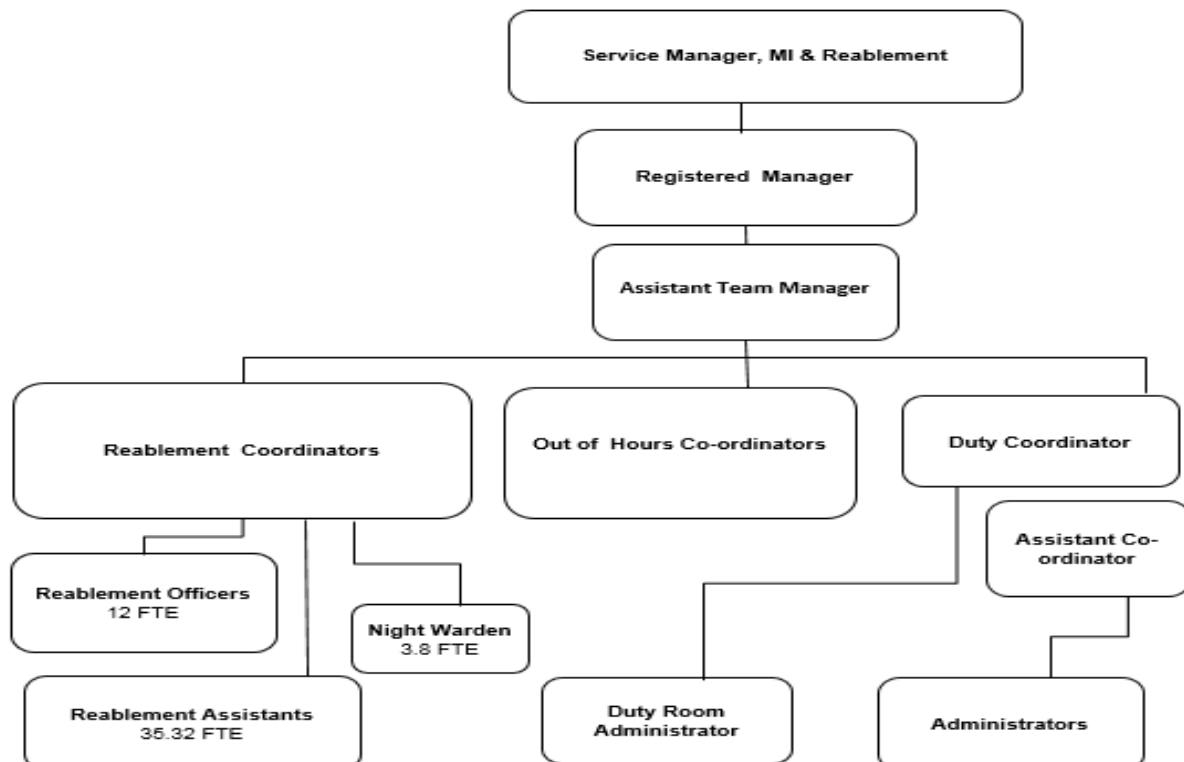 Service Manager, MI & Reablement
Registered Manager
Assistant Team Manager
Reablement Coordinators
Out of Hours Co-ordinators
Duty Coordinator
Assistant Co-
ordinator
Reablement Officers
12 FTE
Night Warden
3.8 FTE
Reablement Assistants
35.32 FTE
Duty Room
Administrator
Administrators